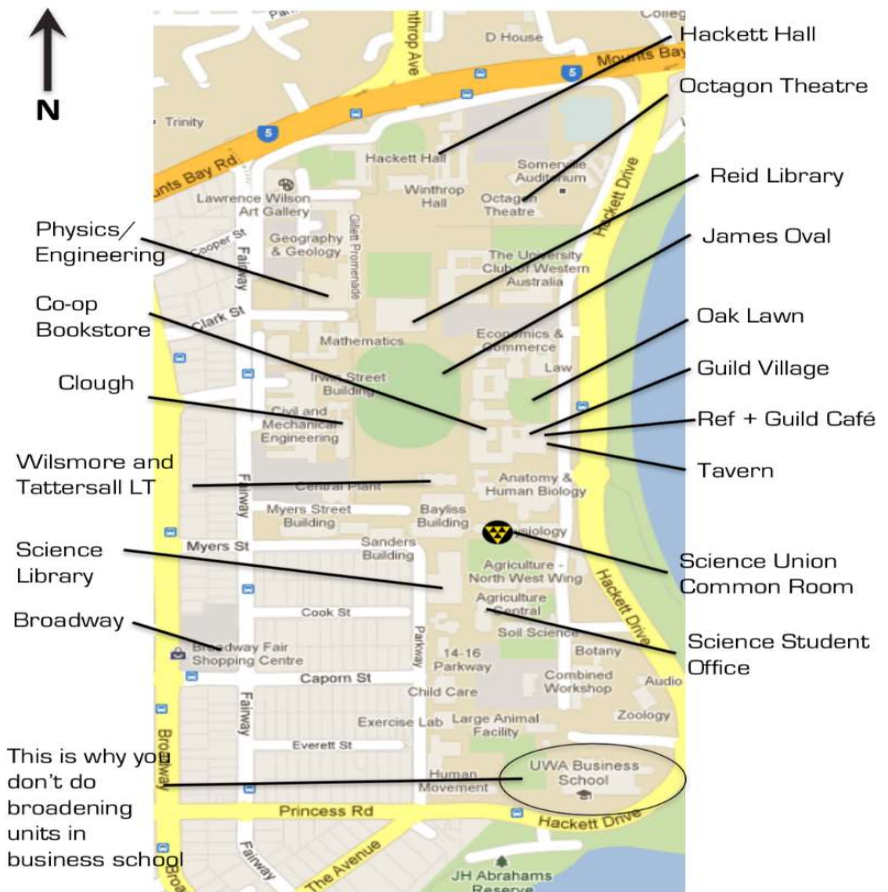 Hackett Hall
Octagon Theatre
Reid Library
James Oval
Oak Lawn
Guild Village
Ref + Guild Café
Tavern
Science Union
Common Room
Science Student
Office
N
Physics/
Engineering
Co-op
Bookstore
Clough
Wilsmore and
Tattersall LT
Science
Library
Broadway
This is why you
don't do
broadening
units in
business school
D House
Mounts Bay
5
Trinity
5
Hackett Hall
Somerville
Auditorium
Winthrop
Hall
Octagon
Theatre
Lawrence Wilson
Art Gallery
Hackett Drive
Cooper St
Fairway
Geography
& Geology
Gillett Promenade
The University
Club of Western
Australia
Clark St
Mathematics
Economics &
Commerce
Law
Irwin Street
Building
Civil and
Mechanical
Engineering
Fairway
Central Plant
Anatomy &
Human Biology
Myers Street
Building
Bayliss
Building
Myers St
Sanders
Building
Agriculture -
North West Wing
Hackett Drive
Agriculture
Central
Cook St
Parkway
Soil Science
Broadway Fair
Shopping Centre
14-16
Parkway
Botany
Caporn St
Child Care
Combined
Workshop
Audio
Fairway
Exercise Lab
Large Animal
Facility
Zoology
Everett St
Broadway
Human
Movement
UWA Business
School
Princess Rd
Hackett Drive
Fairway
The Avenue
JH Abrahams
Reserve